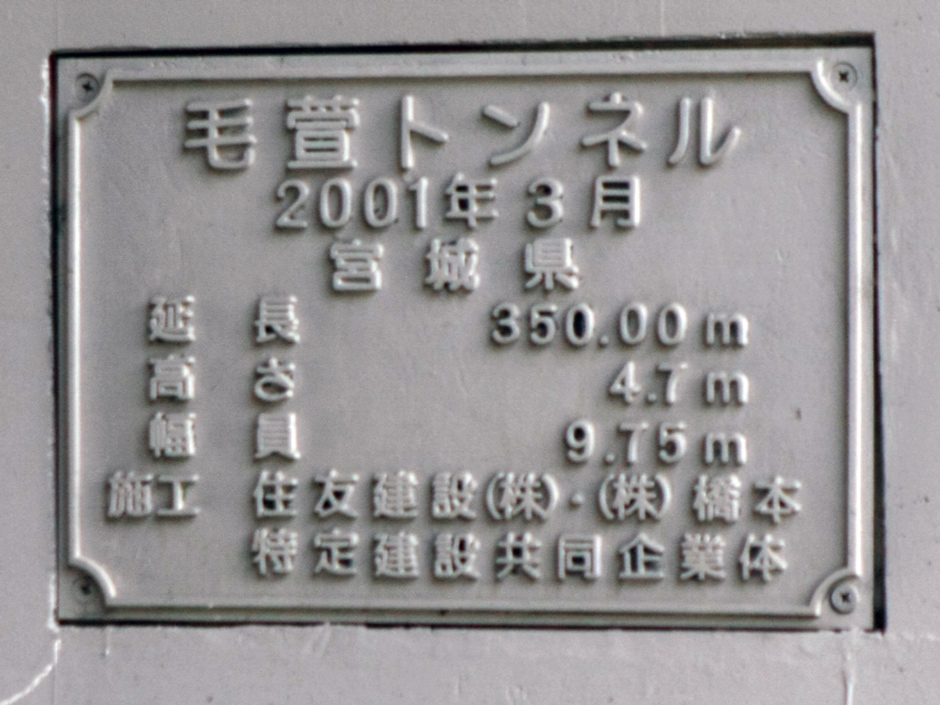 毛萱トンネル
2001年3月
宮城県
延長 350.00m
高さ 4.7m
幅員 9.75m
施工 住友建設(株)・(株)橋本
特定建設共同企業体